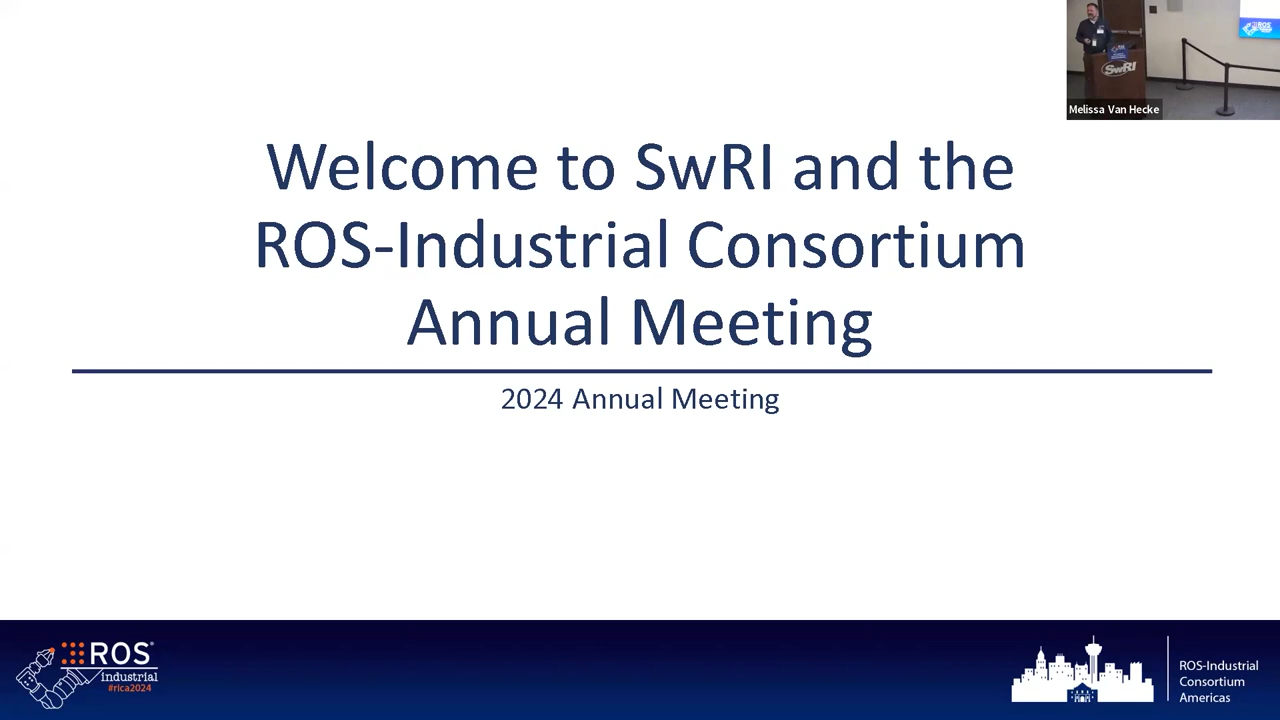 SwRI
Melissa Van Hecke
Welcome to SwRI and the
ROS-Industrial Consortium
Annual Meeting
2024 Annual Meeting
ROS
industrial
#rica2024
ROS-Industrial
Consortium
Americas